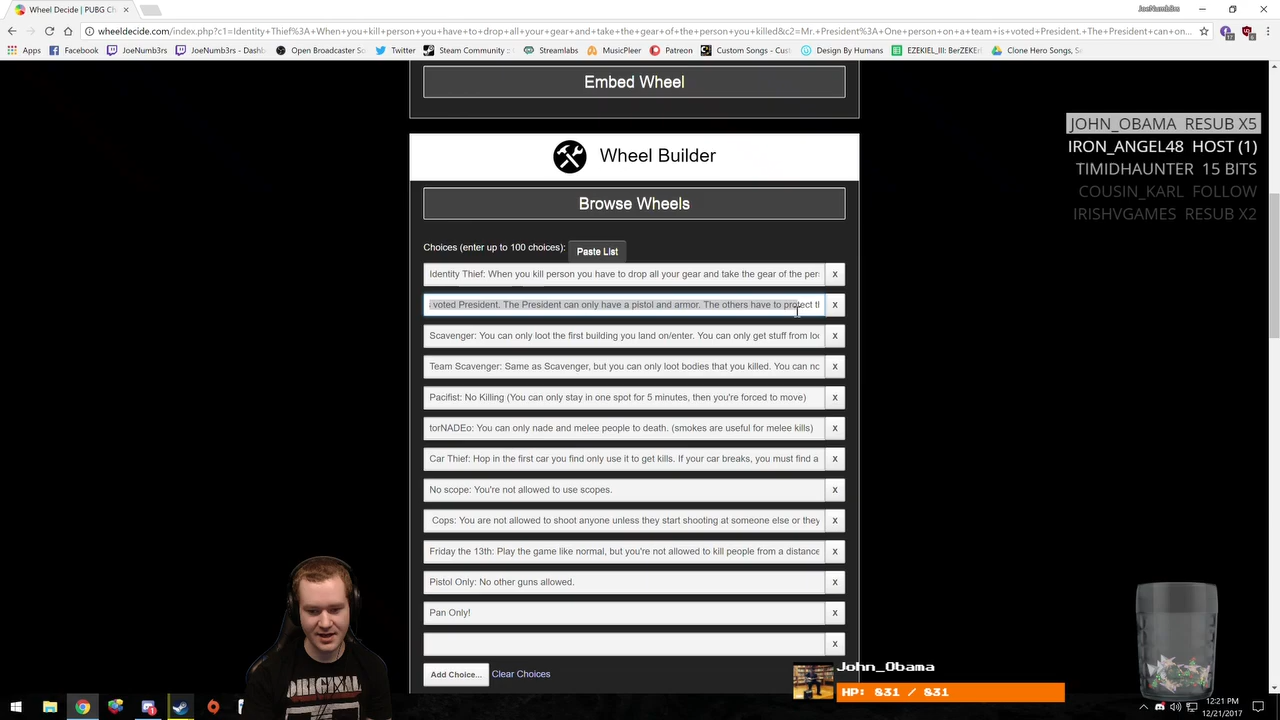 Wheel Decide | PUBG Ch
JoeNumb3rs
wheeldecide.com/index.php?c1=Identity+Thief%3A+When+you+kill+person+you+have+to+drop+all+your+gear+and+take+the+gear+of+the+person+you+killed&c2=Mr.+President%3A+One+person+on+a+team+is+voted+President.+The+President+can+on...
Apps
Facebook
JoeNumb3rs
JoeNumb3rs - Dashb
Open Broadcaster So
Twitter
Steam Community ::
Streamlabs
MusicPleer
Patreon
Custom Songs - Cust
Design By Humans
EZEKIEL_III: BerZEKEr
Clone Hero Songs, G
Embed Wheel
Wheel Builder
Browse Wheels
Choices (enter up to 100 choices):
Paste List
Identity Thief: When you kill person you have to drop all your gear and take the gear of the per x
voted President. The President can only have a pistol and armor. The others have to protect th x
Scavenger: You can only loot the first building you land on/enter. You can only get stuff from loo x
Team Scavenger: Same as Scavenger, but you can only loot bodies that you killed. You can no x
Pacifist: No Killing (You can only stay in one spot for 5 minutes, then you're forced to move) x
torNADEo: You can only nade and melee people to death. (smokes are useful for melee kills) x
Car Thief: Hop in the first car you find only use it to get kills. If your car breaks, you must find a x
No scope: You're not allowed to use scopes. x
Cops: You are not allowed to shoot anyone unless they start shooting at someone else or they x
Friday the 13th: Play the game like normal, but you're not allowed to kill people from a distance x
Pistol Only: No other guns allowed. x
Pan Only! x
x
Add Choice...
Clear Choices
JOHN_OBAMA RESUB X5
IRON_ANGEL48 HOST (1)
TIMIDHAUNTER 15 BITS
COUSIN_KARL FOLLOW
IRISHVGAMES RESUB X2
ORIGINAL
John_Obama
HP: 831 / 831
12:21 PM
12/21/2017